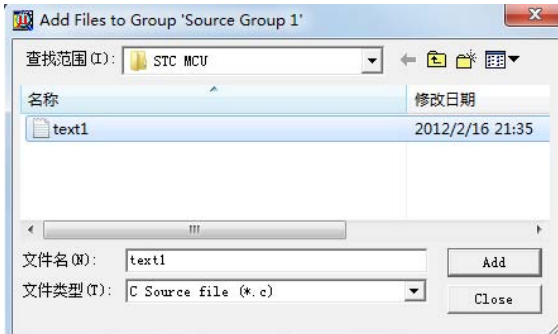 Add Files to Group 'Source Group 1'
查找范围(I): STC MCU
名称 修改日期
text1 2012/2/16 21:35
文件名(N): text1 Add
文件类型(T): C Source file (*.c) Close